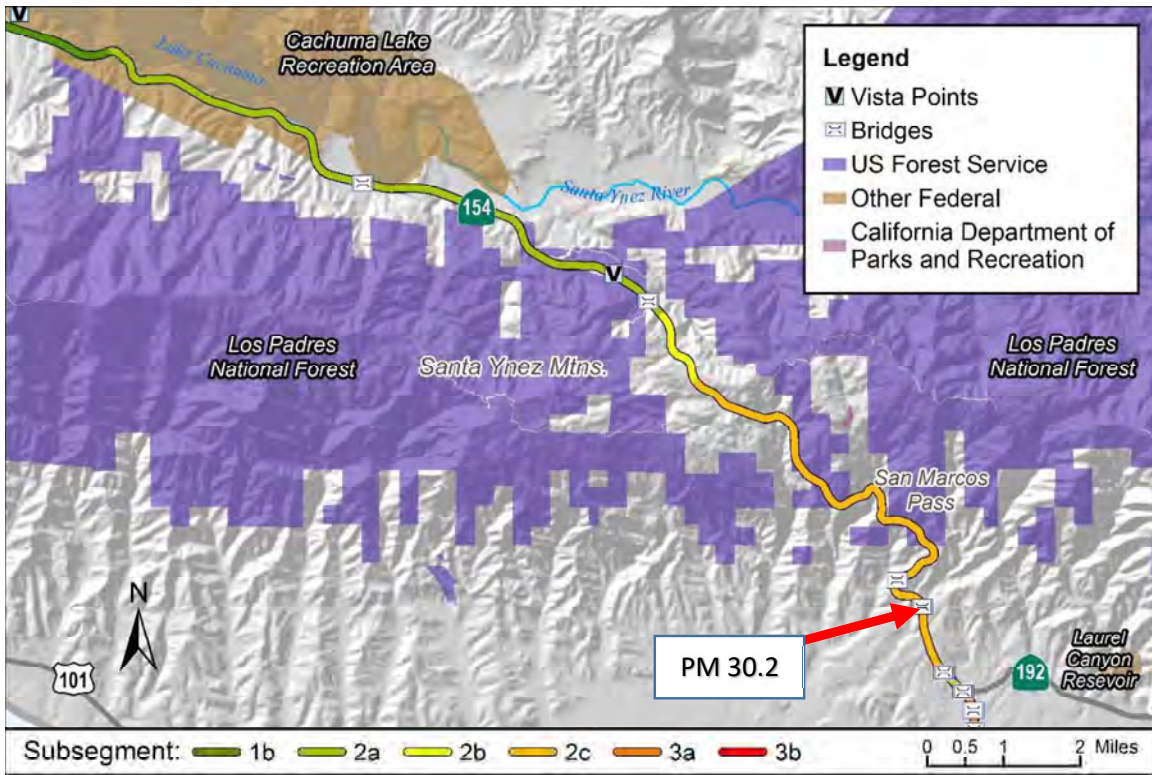 V
Cachuma Lake
Recreation Area
Lake Cachuma
Legend
V Vista Points
Bridges
US Forest Service
Other Federal
California Department of
Parks and Recreation
Santa Ynez River
154
V
Los Padres
National Forest
Santa Ynez Mtns.
Los Padres
National Forest
San Marcos
Pass
N
PM 30.2
Laurel
Canyon
Resevoir
192
101
Subsegment: 1b 2a 2b 2c 3a 3b
0 0.5 1 2 Miles